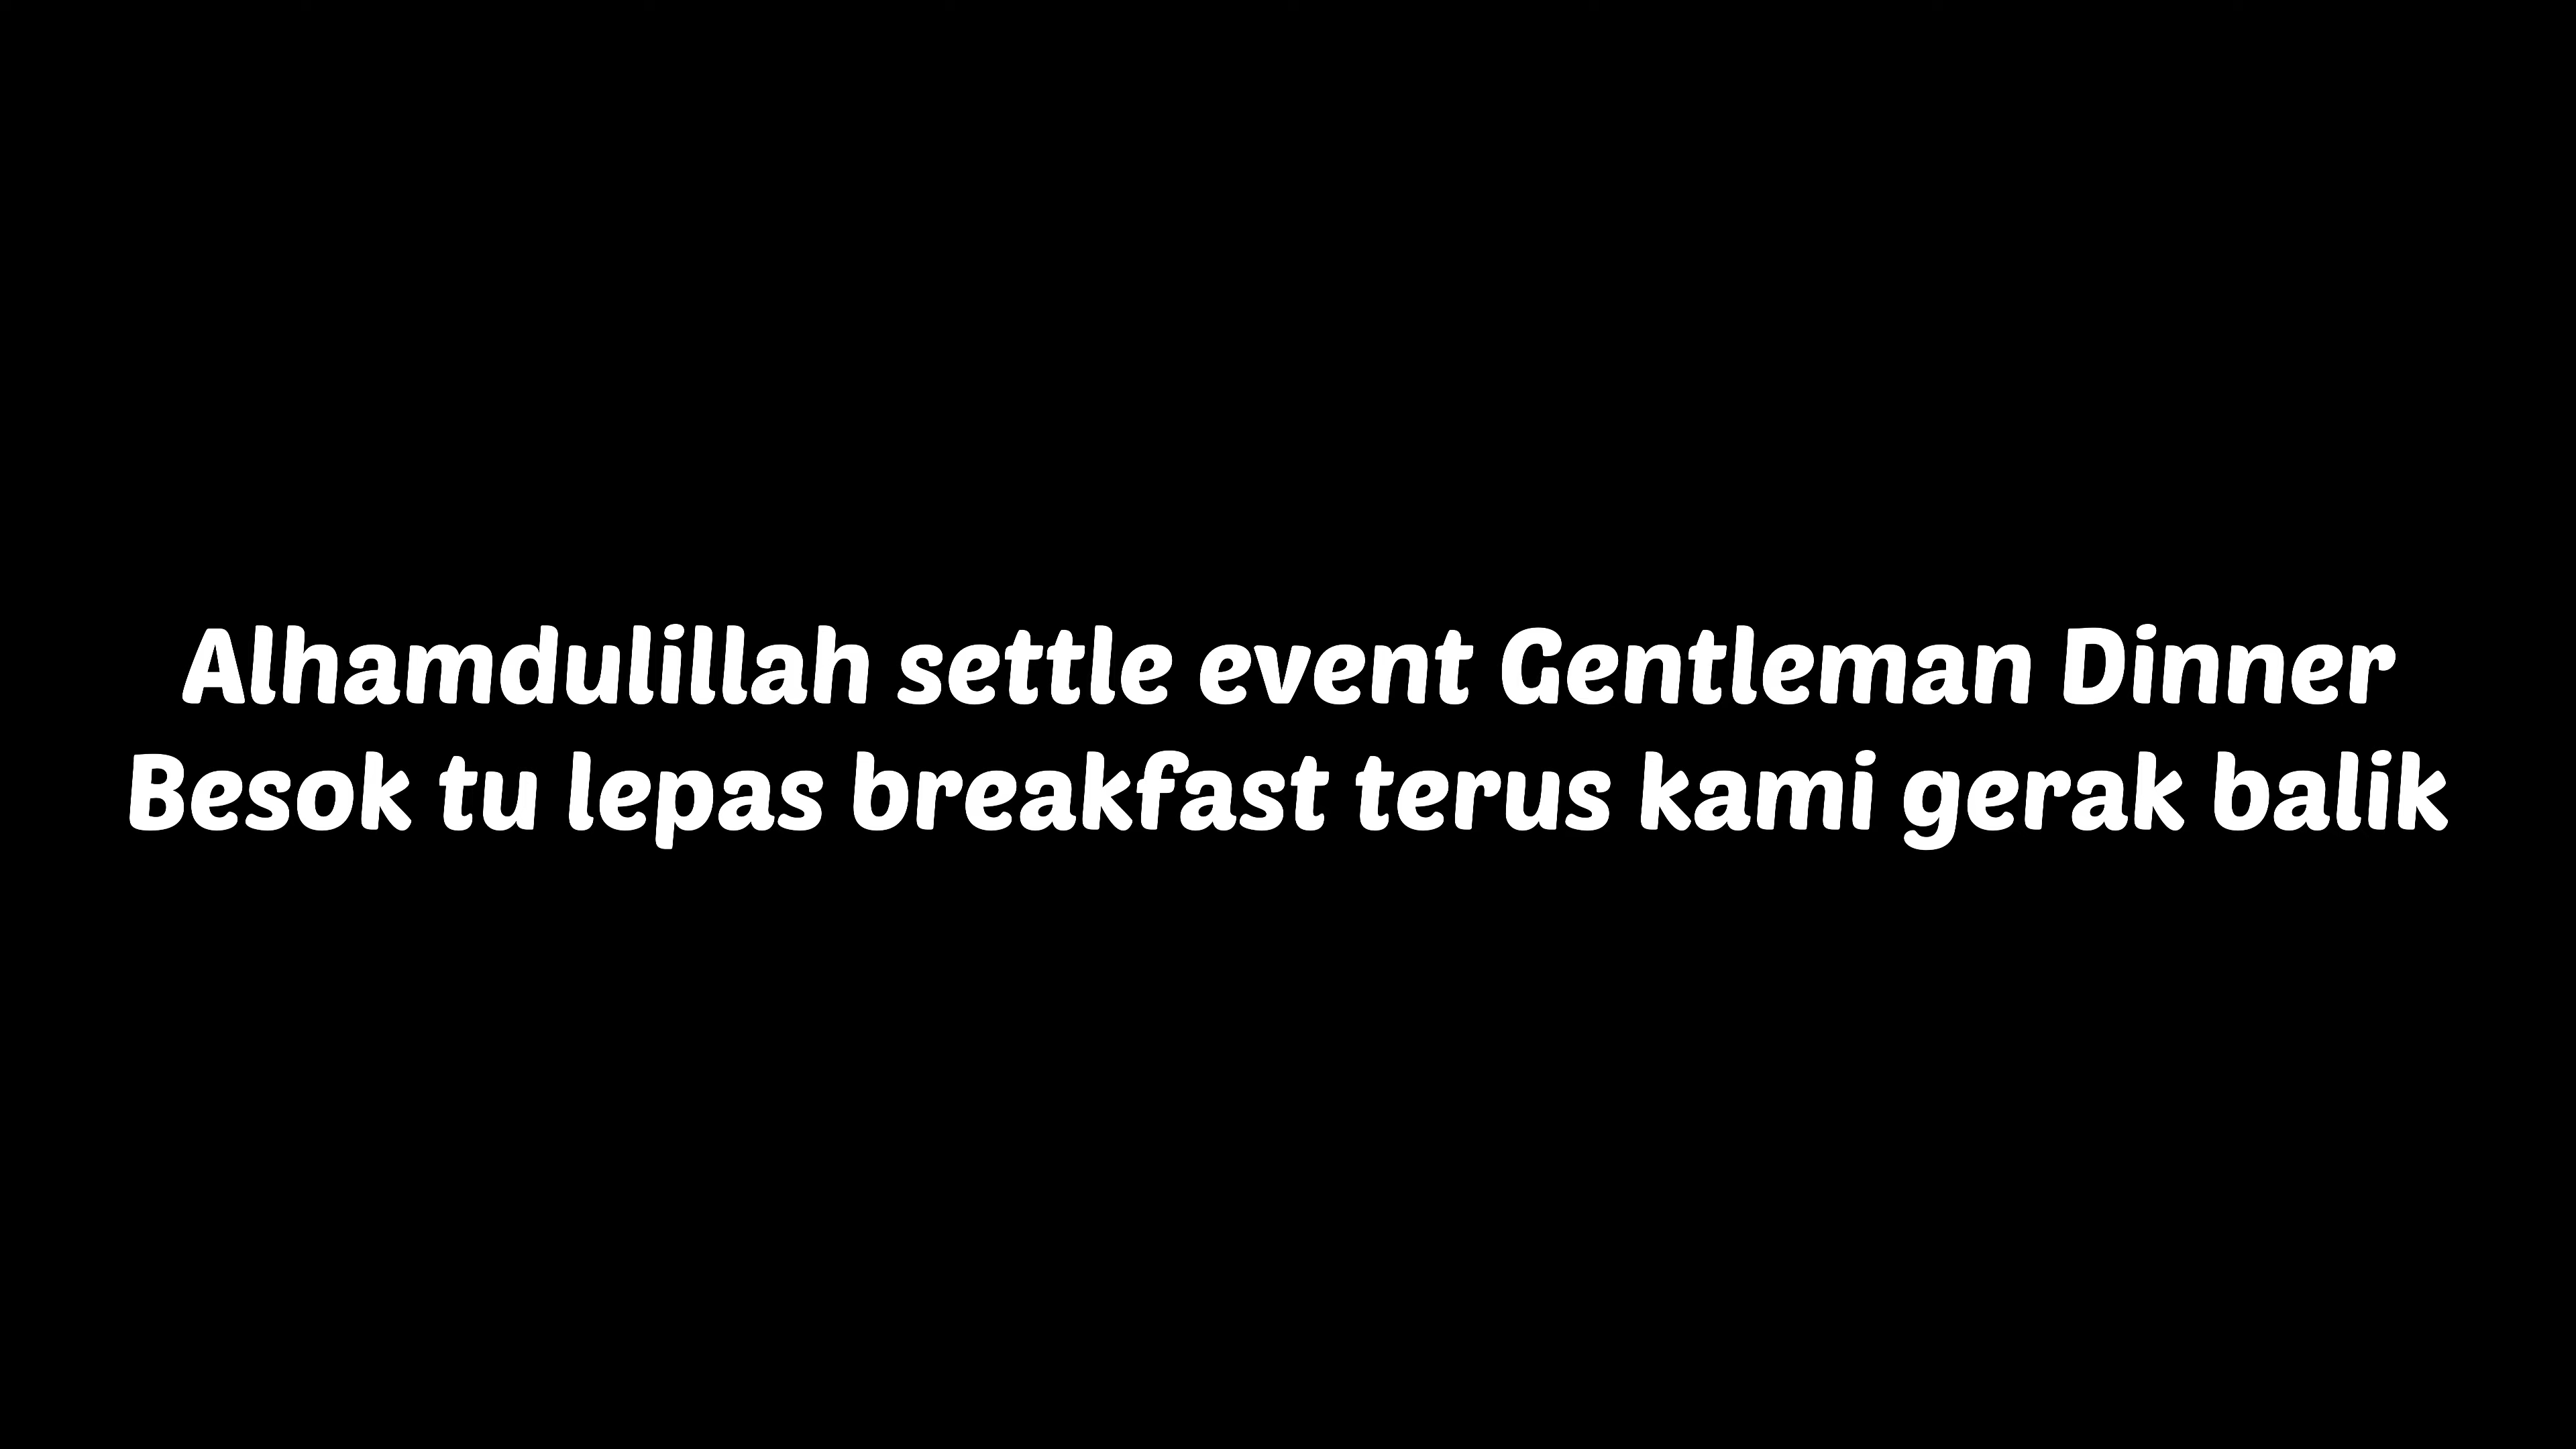 Alhamdulillah settle event Gentleman Dinner
Besok tu lepas breakfast terus kami gerak balik